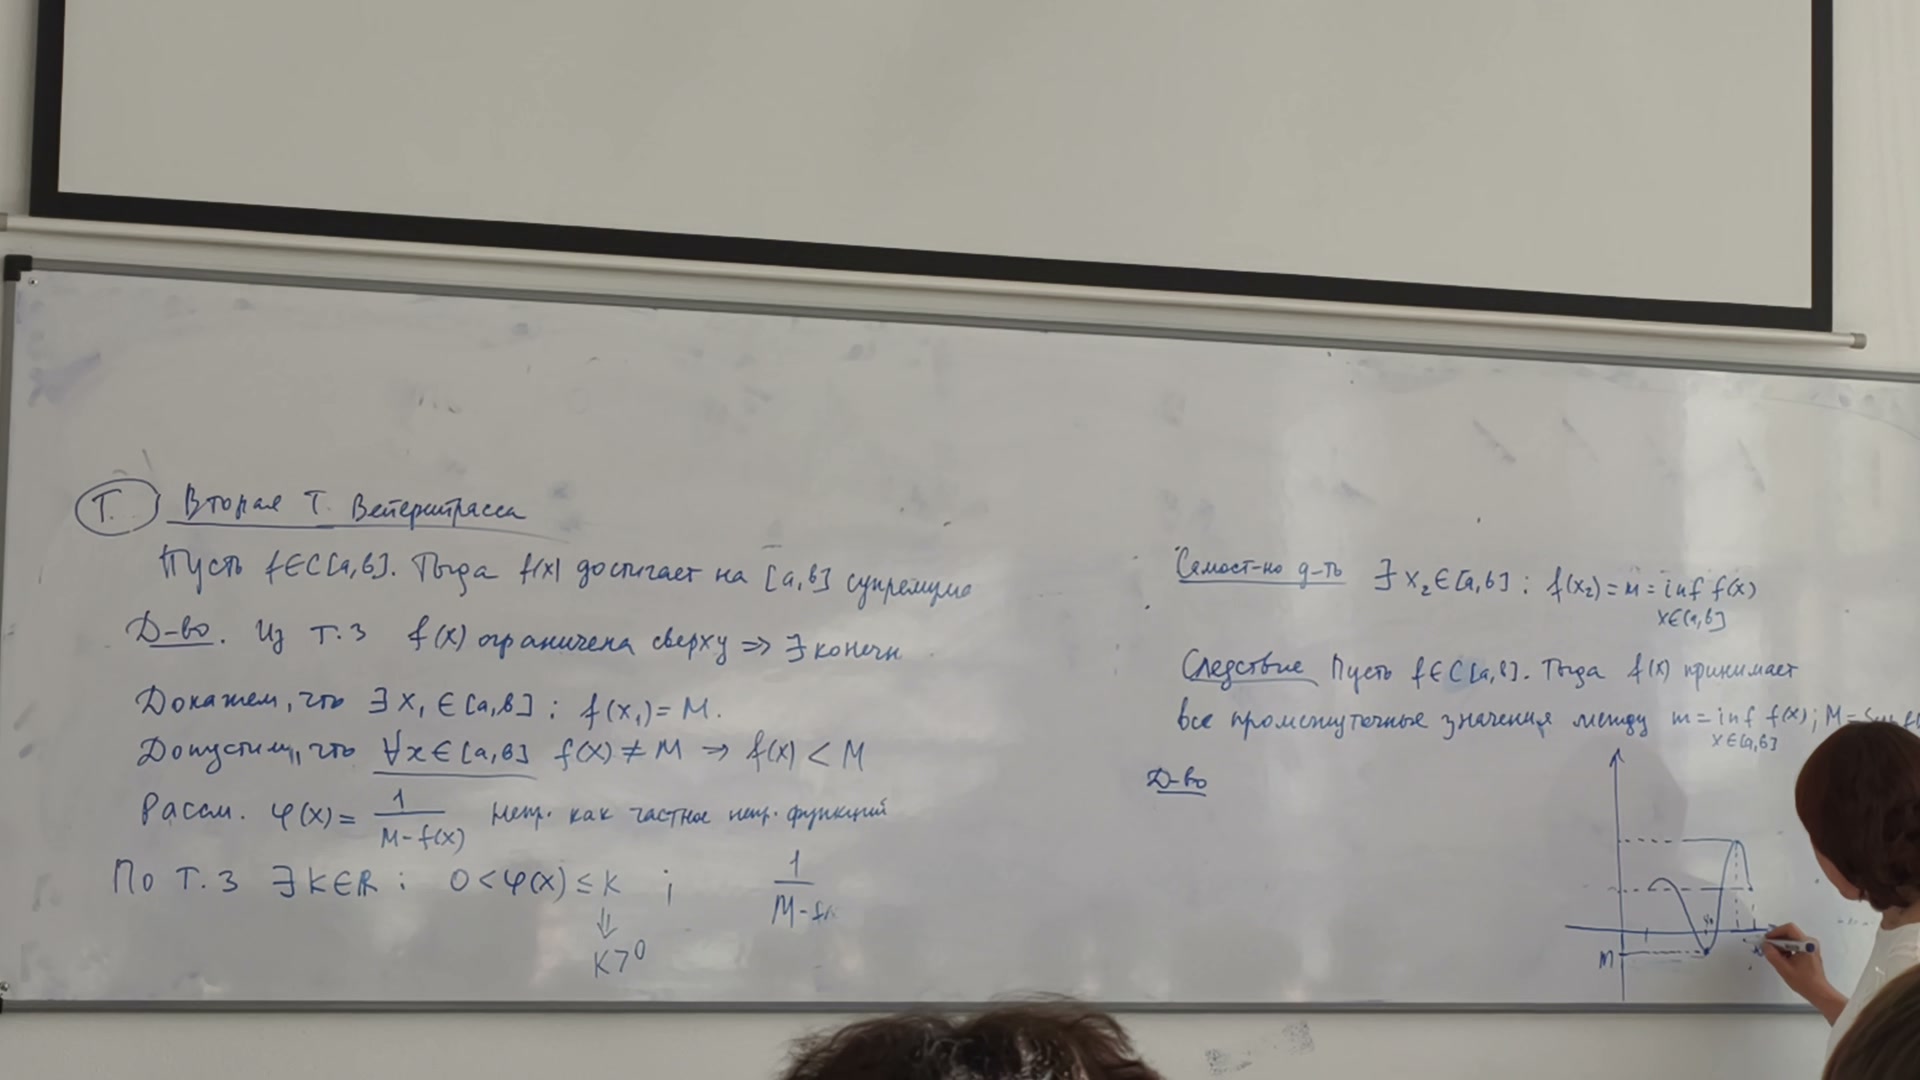 Т. Вторая Т. Вейерштрасса
Пусть f∈C[a,b]. Тогда f(x) достигает на [a,b] супремума
Д-во. Из т.3 f(x) ограничена сверху => ∃ конечн
Докажем, что ∃ x₁ ∈ [a,b] : f(x₁) = M.
Допустим, что ∀x ∈ [a,b] f(x) ≠ M => f(x) < M
Рассм. φ(x) = 1/(M-f(x)) непр. как частное непр. функций
По т.3 ∃ K∈ℝ : 0 < φ(x) ≤ K ; 1/(M-f
⇓
K>0
Самост-но д-ть ∃ x₂ ∈ [a,b] : f(x₂) = m = inf f(x)
x∈[a,b]
Следствие Пусть f∈C[a,b]. Тогда f(x) принимает
все промежуточные значения между m = inf f(x); M =
x∈[a,b]
Д-во
m